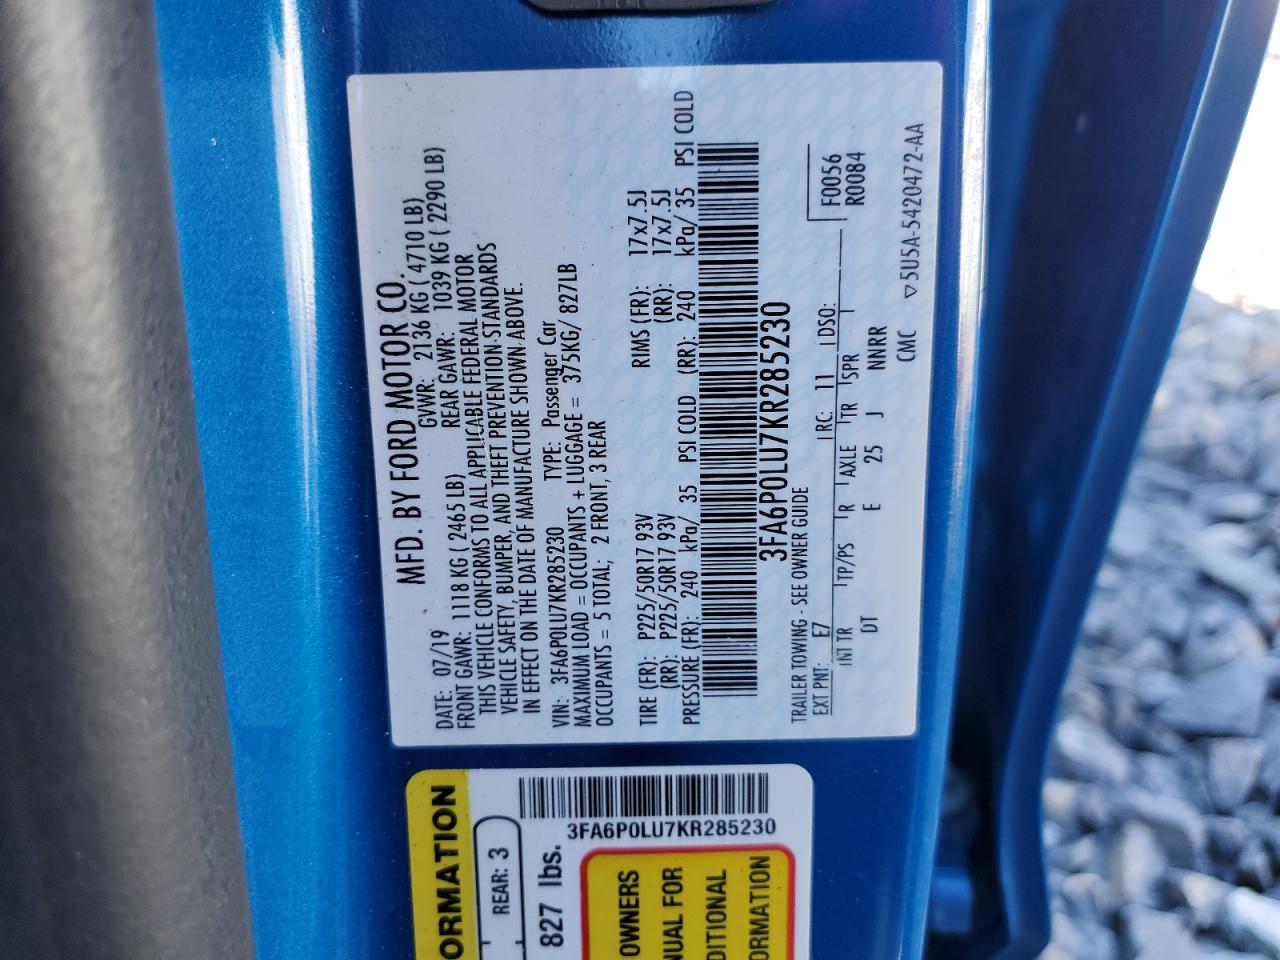 MFD. BY FORD MOTOR CO.
DATE: 07/19 GVWR: 2136 KG ( 4710 LB)
FRONT GAWR: 1118 KG ( 2465 LB) REAR GAWR: 1039 KG ( 2290 LB)
THIS VEHICLE CONFORMS TO ALL APPLICABLE FEDERAL MOTOR
VEHICLE SAFETY, BUMPER, AND THEFT PREVENTION STANDARDS
IN EFFECT ON THE DATE OF MANUFACTURE SHOWN ABOVE.
VIN: 3FA6P0LU7KR285230 TYPE: Passenger Car
MAXIMUM LOAD = OCCUPANTS + LUGGAGE = 375KG/ 827LB
OCCUPANTS = 5 TOTAL; 2 FRONT, 3 REAR
TIRE (FR): P225/50R17 93V RIMS (FR): 17x7.5J
(RR): P225/50R17 93V (RR): 17x7.5J
PRESSURE (FR): 240 kPa/ 35 PSI COLD (RR): 240 kPa/ 35 PSI COLD
3FA6P0LU7KR285230
TRAILER TOWING - SEE OWNER GUIDE
EXT PNT: E7 RC: 11 DSO: F0056
INT TR TP/PS R AXLE TR SPR R0084
DT E 25 J NNRR
CMC ▽5U5A-5420472-AA
ORMATION
REAR: 3
827 lbs.
3FA6P0LU7KR285230
OWNERS
NUAL FOR
DITIONAL
ORMATION